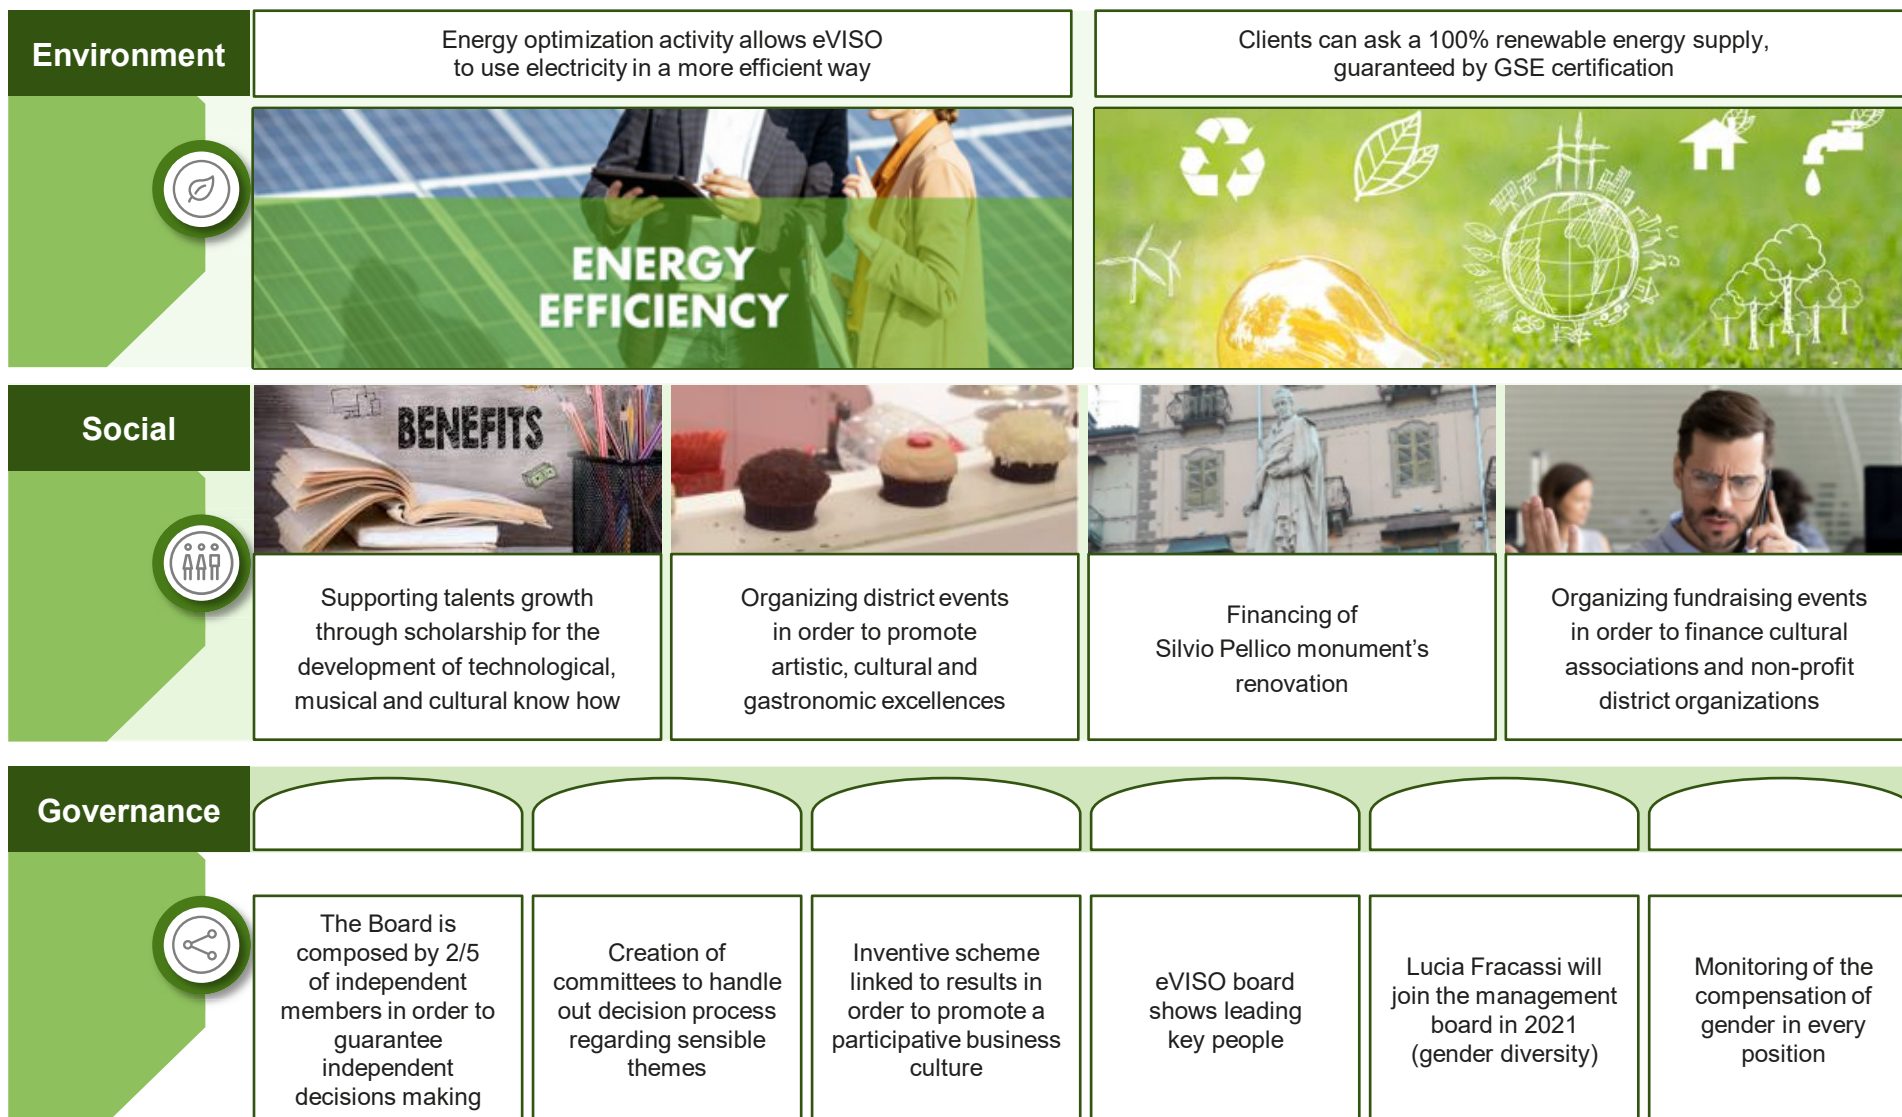 Environment
Energy optimization activity allows eVISO
to use electricity in a more efficient way
Clients can ask a 100% renewable energy supply,
guaranteed by GSE certification
ENERGY
EFFICIENCY
Social
BENEFITS
Supporting talents growth
through scholarship for the
development of technological,
musical and cultural know how
Organizing district events
in order to promote
artistic, cultural and
gastronomic excellences
Financing of
Silvio Pellico monument’s
renovation
Organizing fundraising events
in order to finance cultural
associations and non-profit
district organizations
Governance
The Board is
composed by 2/5
of independent
members in order to
guarantee
independent
decisions making
Creation of
committees to handle
out decision process
regarding sensible
themes
Inventive scheme
linked to results in
order to promote a
participative business
culture
eVISO board
shows leading
key people
Lucia Fracassi will
join the management
board in 2021
(gender diversity)
Monitoring of the
compensation of
gender in every
position